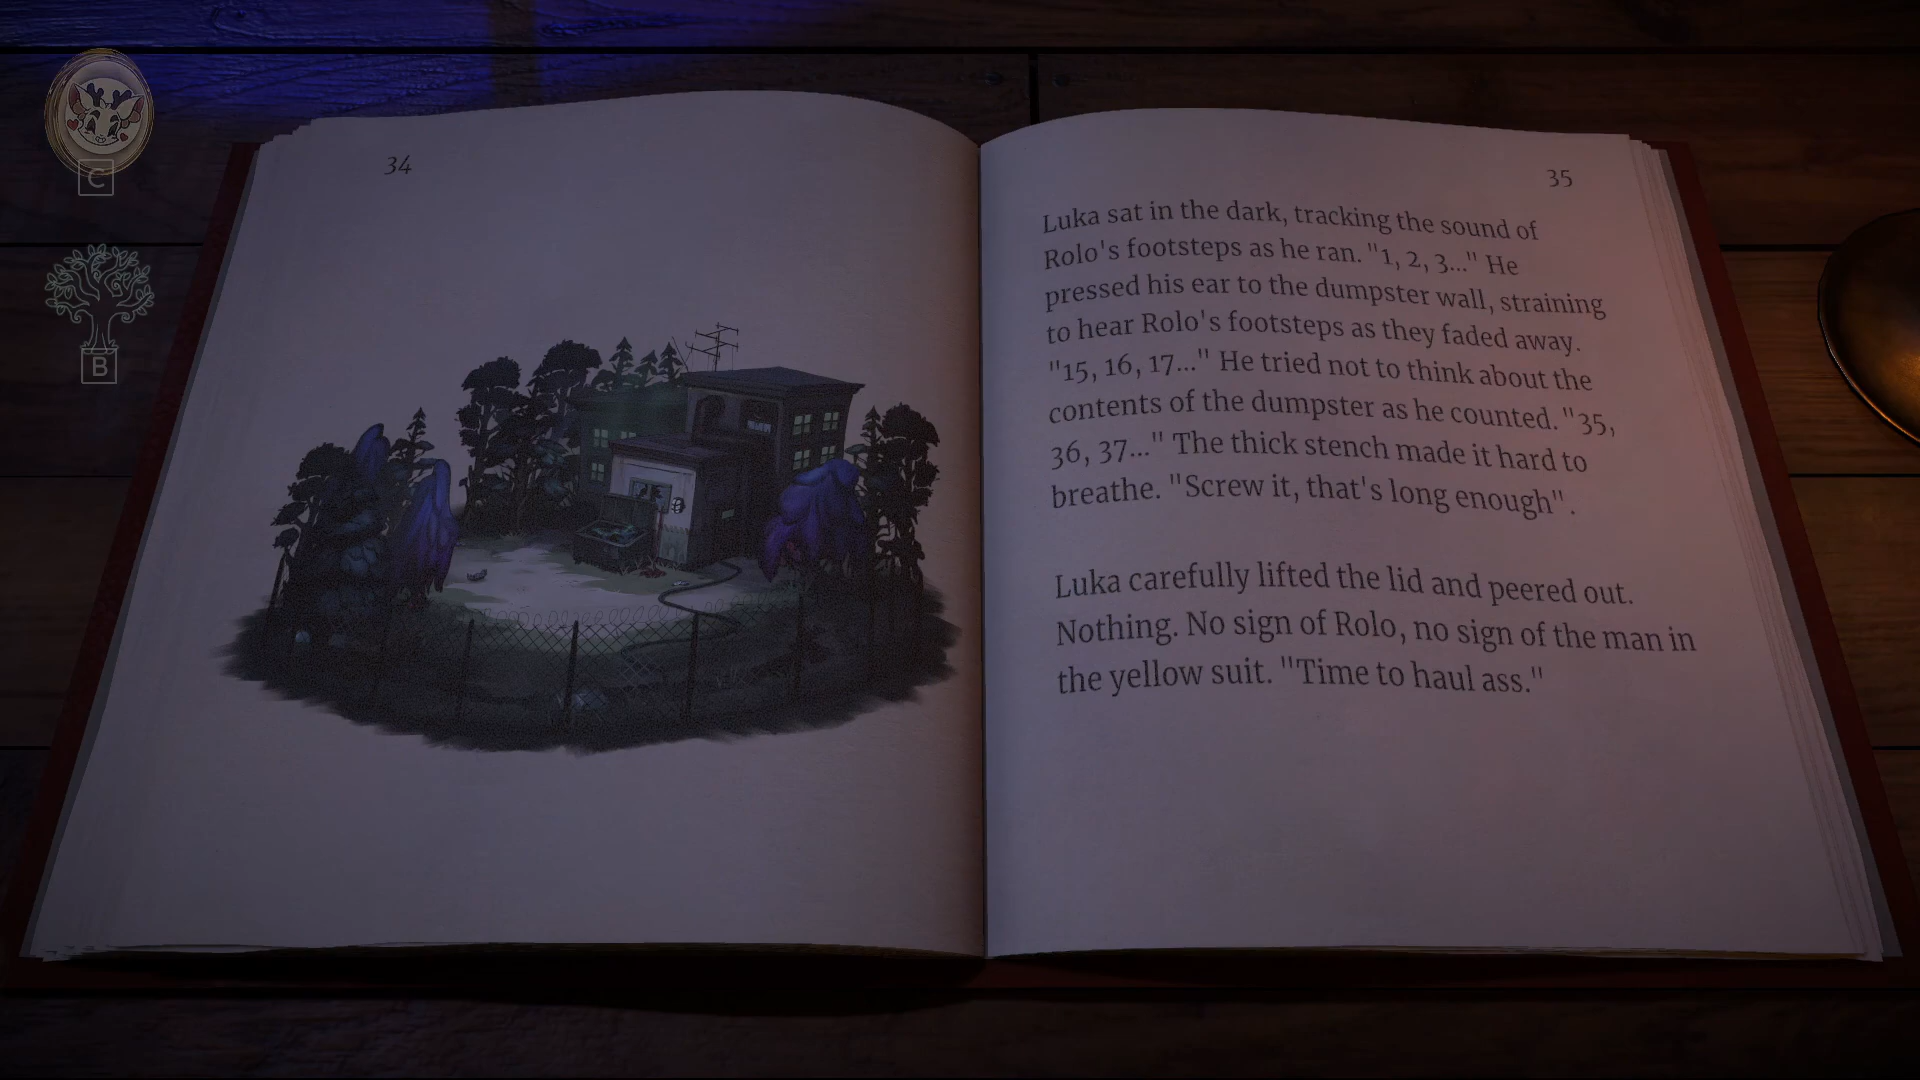 C
B
34
35
Luka sat in the dark, tracking the sound of
Rolo's footsteps as he ran. "1, 2, 3..." He
pressed his ear to the dumpster wall, straining
to hear Rolo's footsteps as they faded away.
"15, 16, 17..." He tried not to think about the
contents of the dumpster as he counted. "35,
36, 37..." The thick stench made it hard to
breathe. "Screw it, that's long enough".
Luka carefully lifted the lid and peered out.
Nothing. No sign of Rolo, no sign of the man in
the yellow suit. "Time to haul ass."